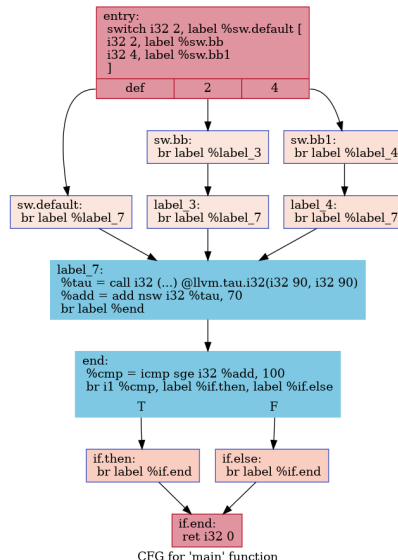 entry:
switch i32 2, label %sw.default [
i32 2, label %sw.bb
i32 4, label %sw.bb1
]
def 2 4
sw.bb:
br label %label_3
sw.bb1:
br label %label_4
sw.default:
br label %label_7
label_3:
br label %label_7
label_4:
br label %label_7
label_7:
%tau = call i32 (...) @llvm.tau.i32(i32 90, i32 90)
%add = add nsw i32 %tau, 70
br label %end
end:
%cmp = icmp sge i32 %add, 100
br i1 %cmp, label %if.then, label %if.else
T F
if.then:
br label %if.end
if.else:
br label %if.end
if.end:
ret i32 0
CFG for 'main' function